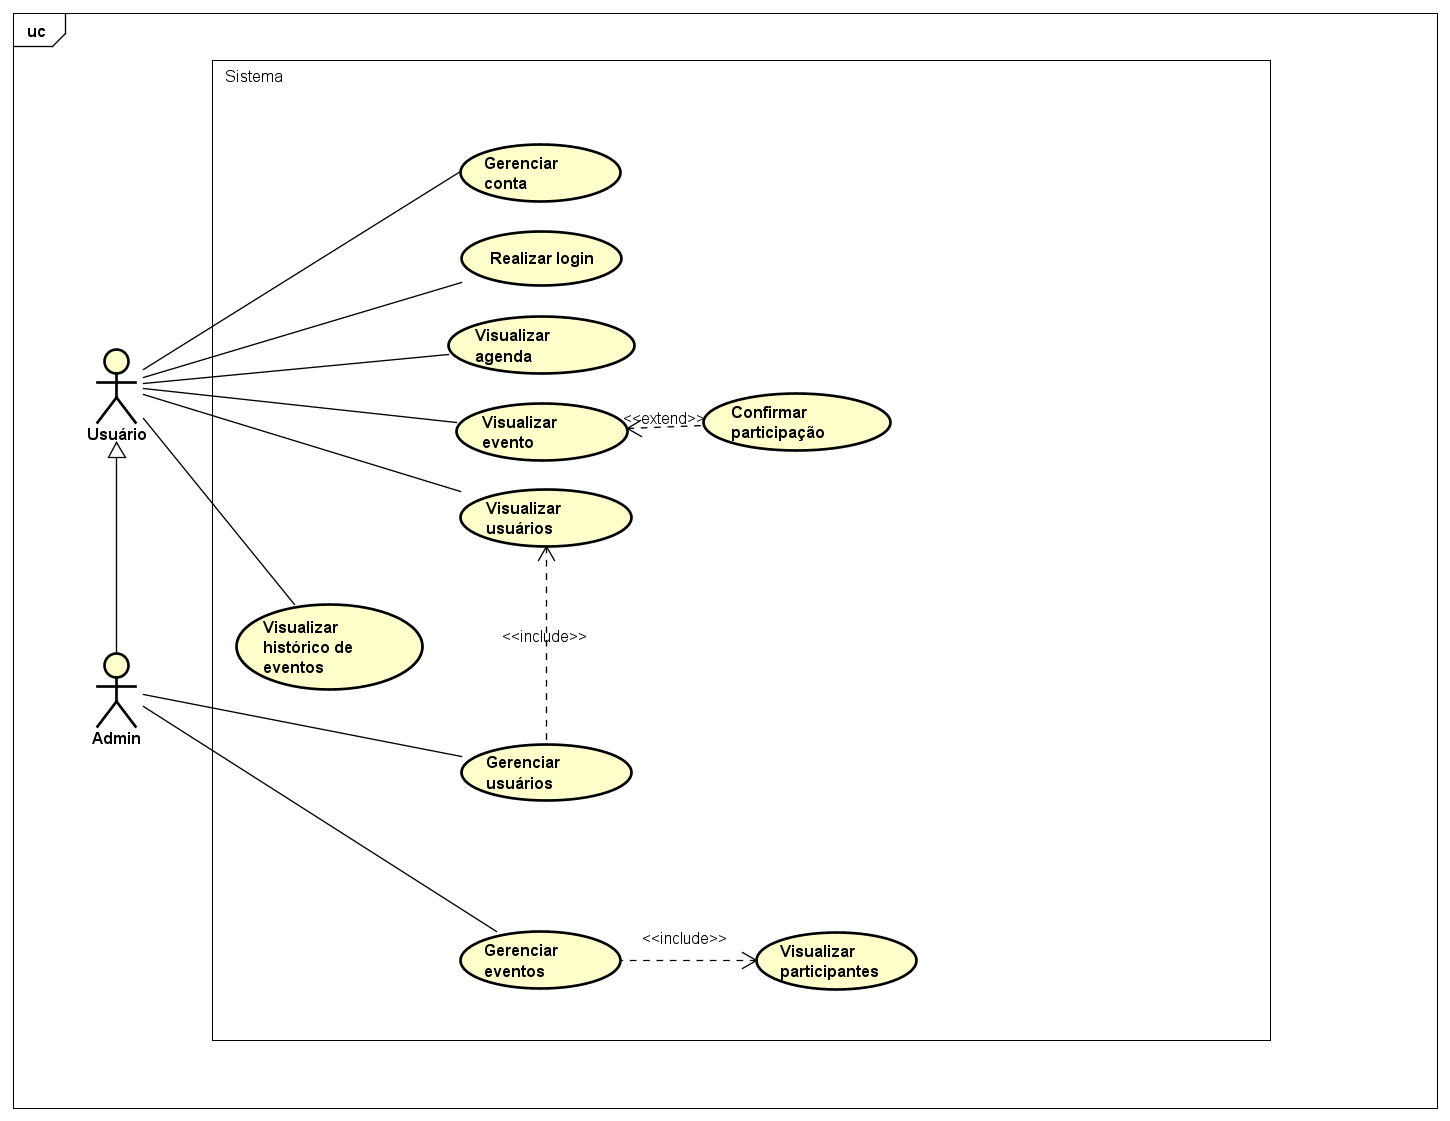 uc
Sistema
Gerenciar
conta
Realizar login
Visualizar
agenda
Visualizar
evento
<<extend>>
Confirmar
participação
Usuário
Visualizar
usuários
<<include>>
Visualizar
histórico de
eventos
Admin
Gerenciar
usuários
Gerenciar
eventos
<<include>>
Visualizar
participantes